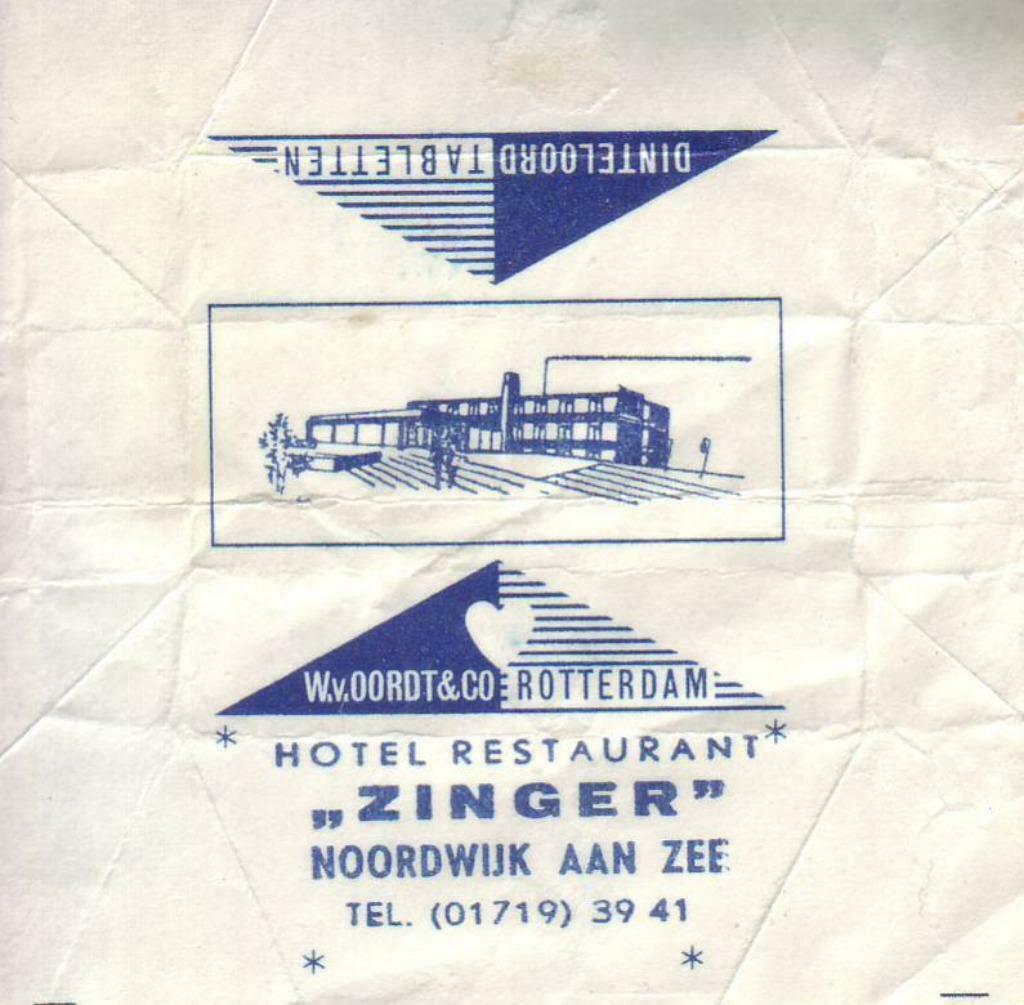 DINTELOORD TABLETTEN
W.v.OORDT&CO ROTTERDAM
* HOTEL RESTAURANT *
„ZINGER”
NOORDWIJK AAN ZEE
TEL. (01719) 39 41
* *